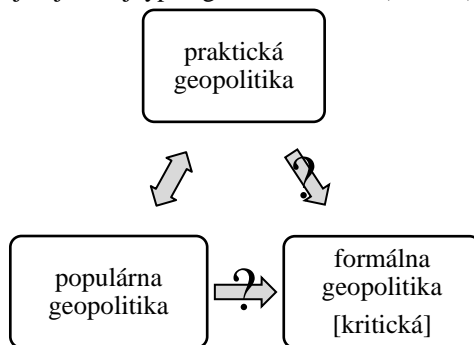 praktická
geopolitika
?
populárna
geopolitika
?
formálna
geopolitika
[kritická]